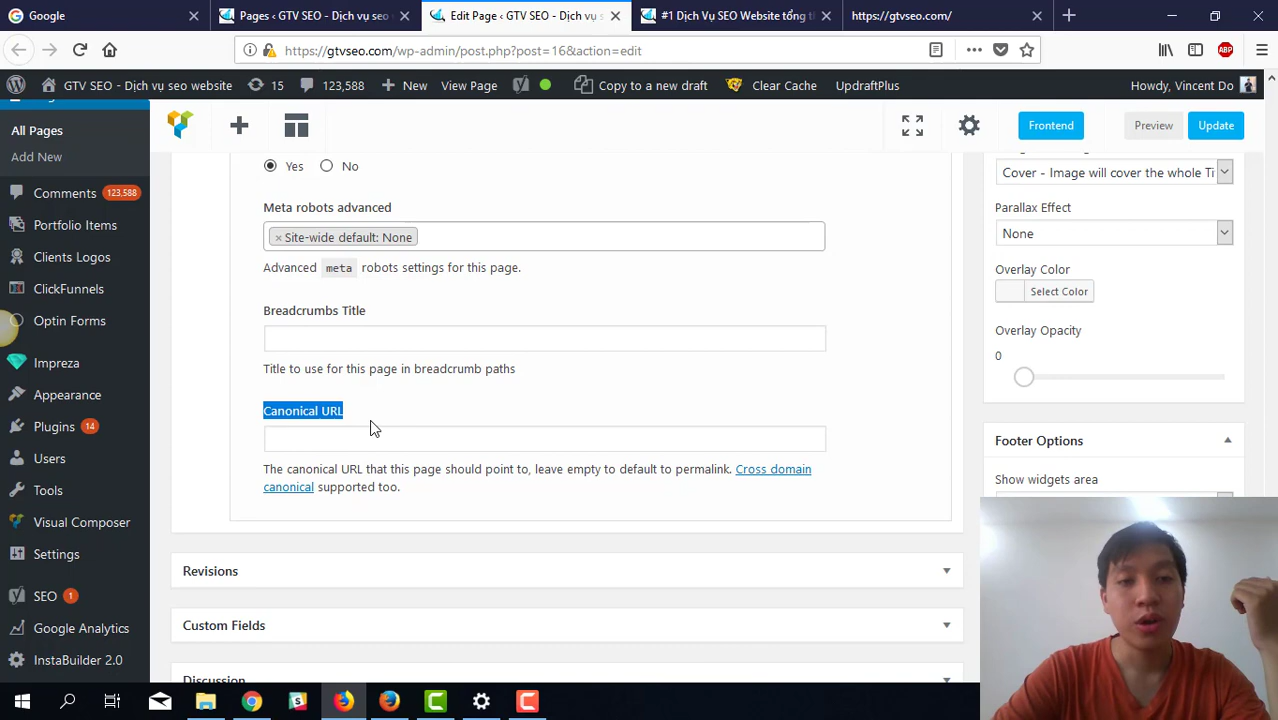 Google
Pages ‹ GTV SEO - Dịch vụ seo
Edit Page ‹ GTV SEO - Dịch vụ s
#1 Dịch Vụ SEO Website tổng t
https://gtvseo.com/
https://gtvseo.com/wp-admin/post.php?post=16&action=edit
ABP
GTV SEO - Dịch vụ seo website
15
123,588
New
View Page
Copy to a new draft
Clear Cache
UpdraftPlus
Howdy, Vincent Do
All Pages
Add New
Comments 123,588
Portfolio Items
Clients Logos
ClickFunnels
Optin Forms
Impreza
Appearance
Plugins 14
Users
Tools
Visual Composer
Settings
SEO 1
Google Analytics
InstaBuilder 2.0
Frontend
Preview
Update
Yes No
Meta robots advanced
× Site-wide default: None
Advanced meta robots settings for this page.
Breadcrumbs Title
Title to use for this page in breadcrumb paths
Canonical URL
The canonical URL that this page should point to, leave empty to default to permalink. Cross domain
canonical supported too.
Revisions
Custom Fields
Discussion
Cover - Image will cover the whole Ti
Parallax Effect
None
Overlay Color
Select Color
Overlay Opacity
0
Footer Options
Show widgets area